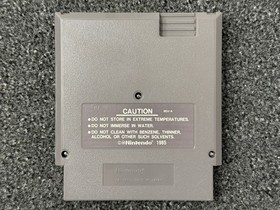 CAUTION REV-A
• DO NOT STORE IN EXTREME TEMPERATURES.
• DO NOT IMMERSE IN WATER.
• DO NOT CLEAN WITH BENZENE, THINNER,
ALCOHOL OR OTHER SUCH SOLVENTS.
©®Nintendo 1985